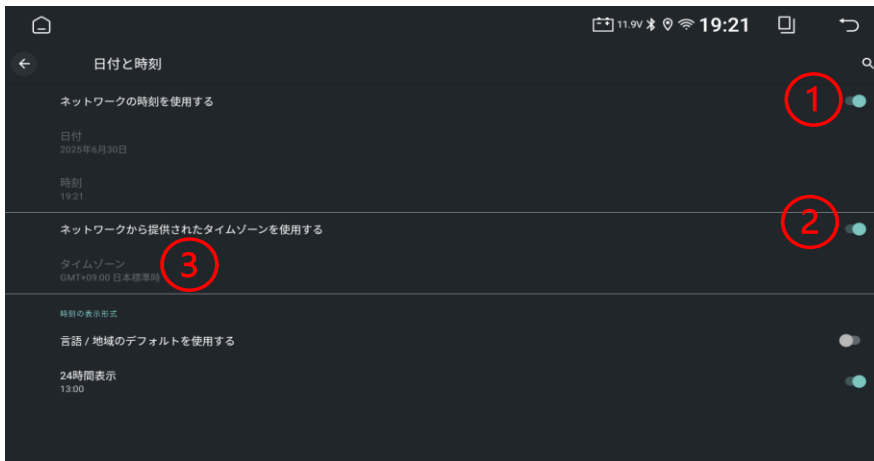 11.9V 19:21
日付と時刻
ネットワークの時刻を使用する
1
日付
2025年6月30日
時刻
19:21
ネットワークから提供されたタイムゾーンを使用する
2
タイムゾーン
3
GMT+09:00 日本標準時
時刻の表示形式
言語 / 地域のデフォルトを使用する
24時間表示
13:00